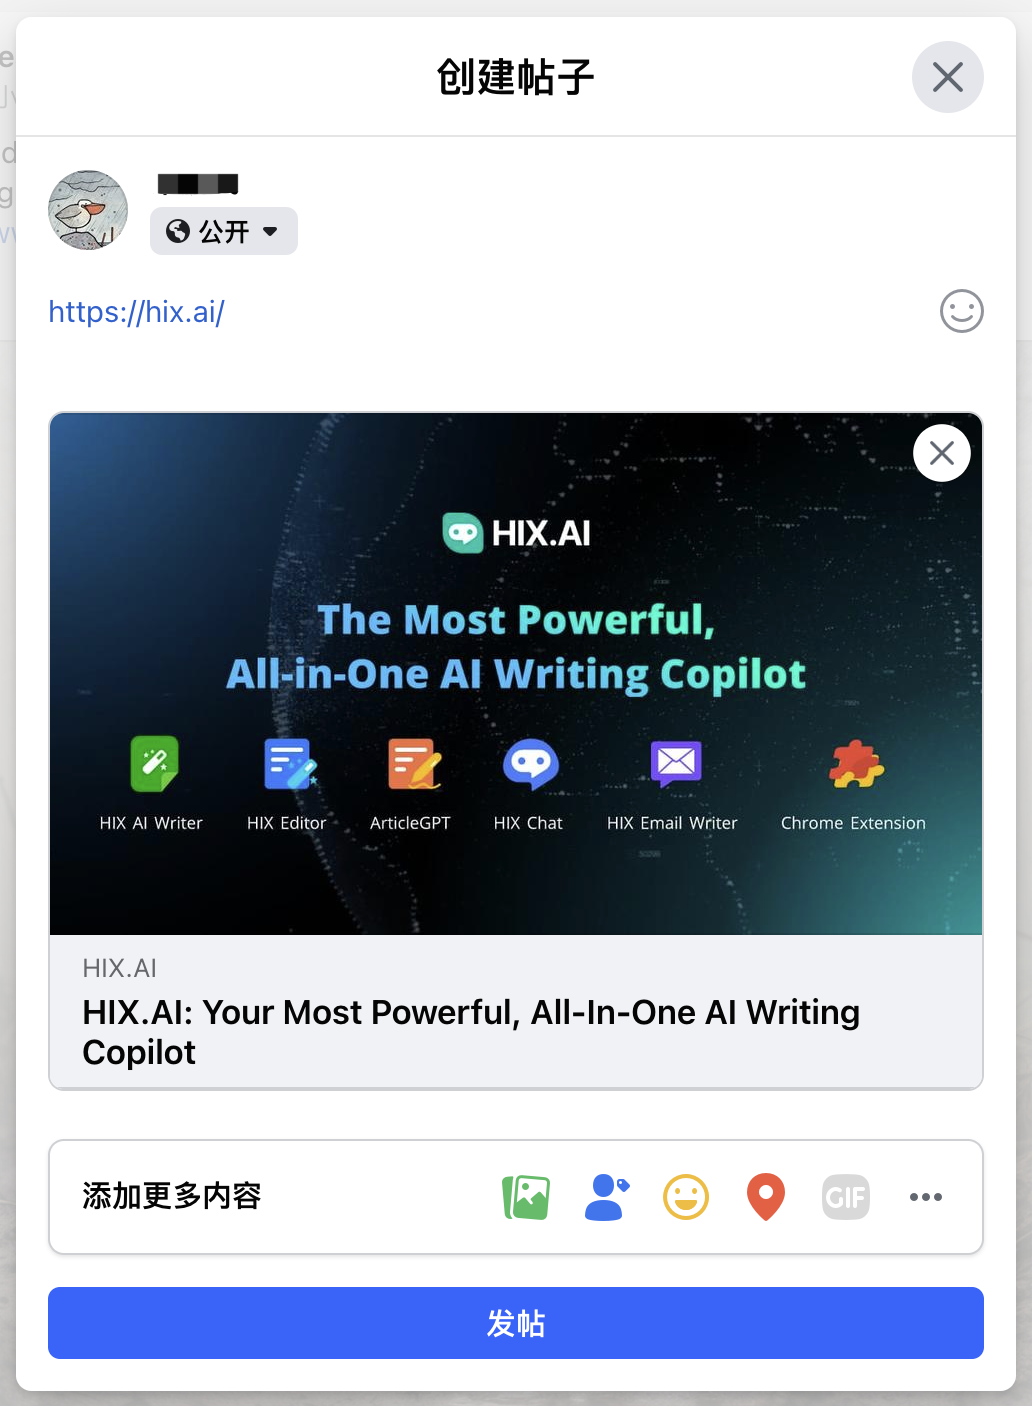 创建帖子
公开
https://hix.ai/
HIX.AI
The Most Powerful,
All-in-One AI Writing Copilot
HIX AI Writer
HIX Editor
ArticleGPT
HIX Chat
HIX Email Writer
Chrome Extension
HIX.AI
HIX.AI: Your Most Powerful, All-In-One AI Writing
Copilot
添加更多内容
GIF
发帖